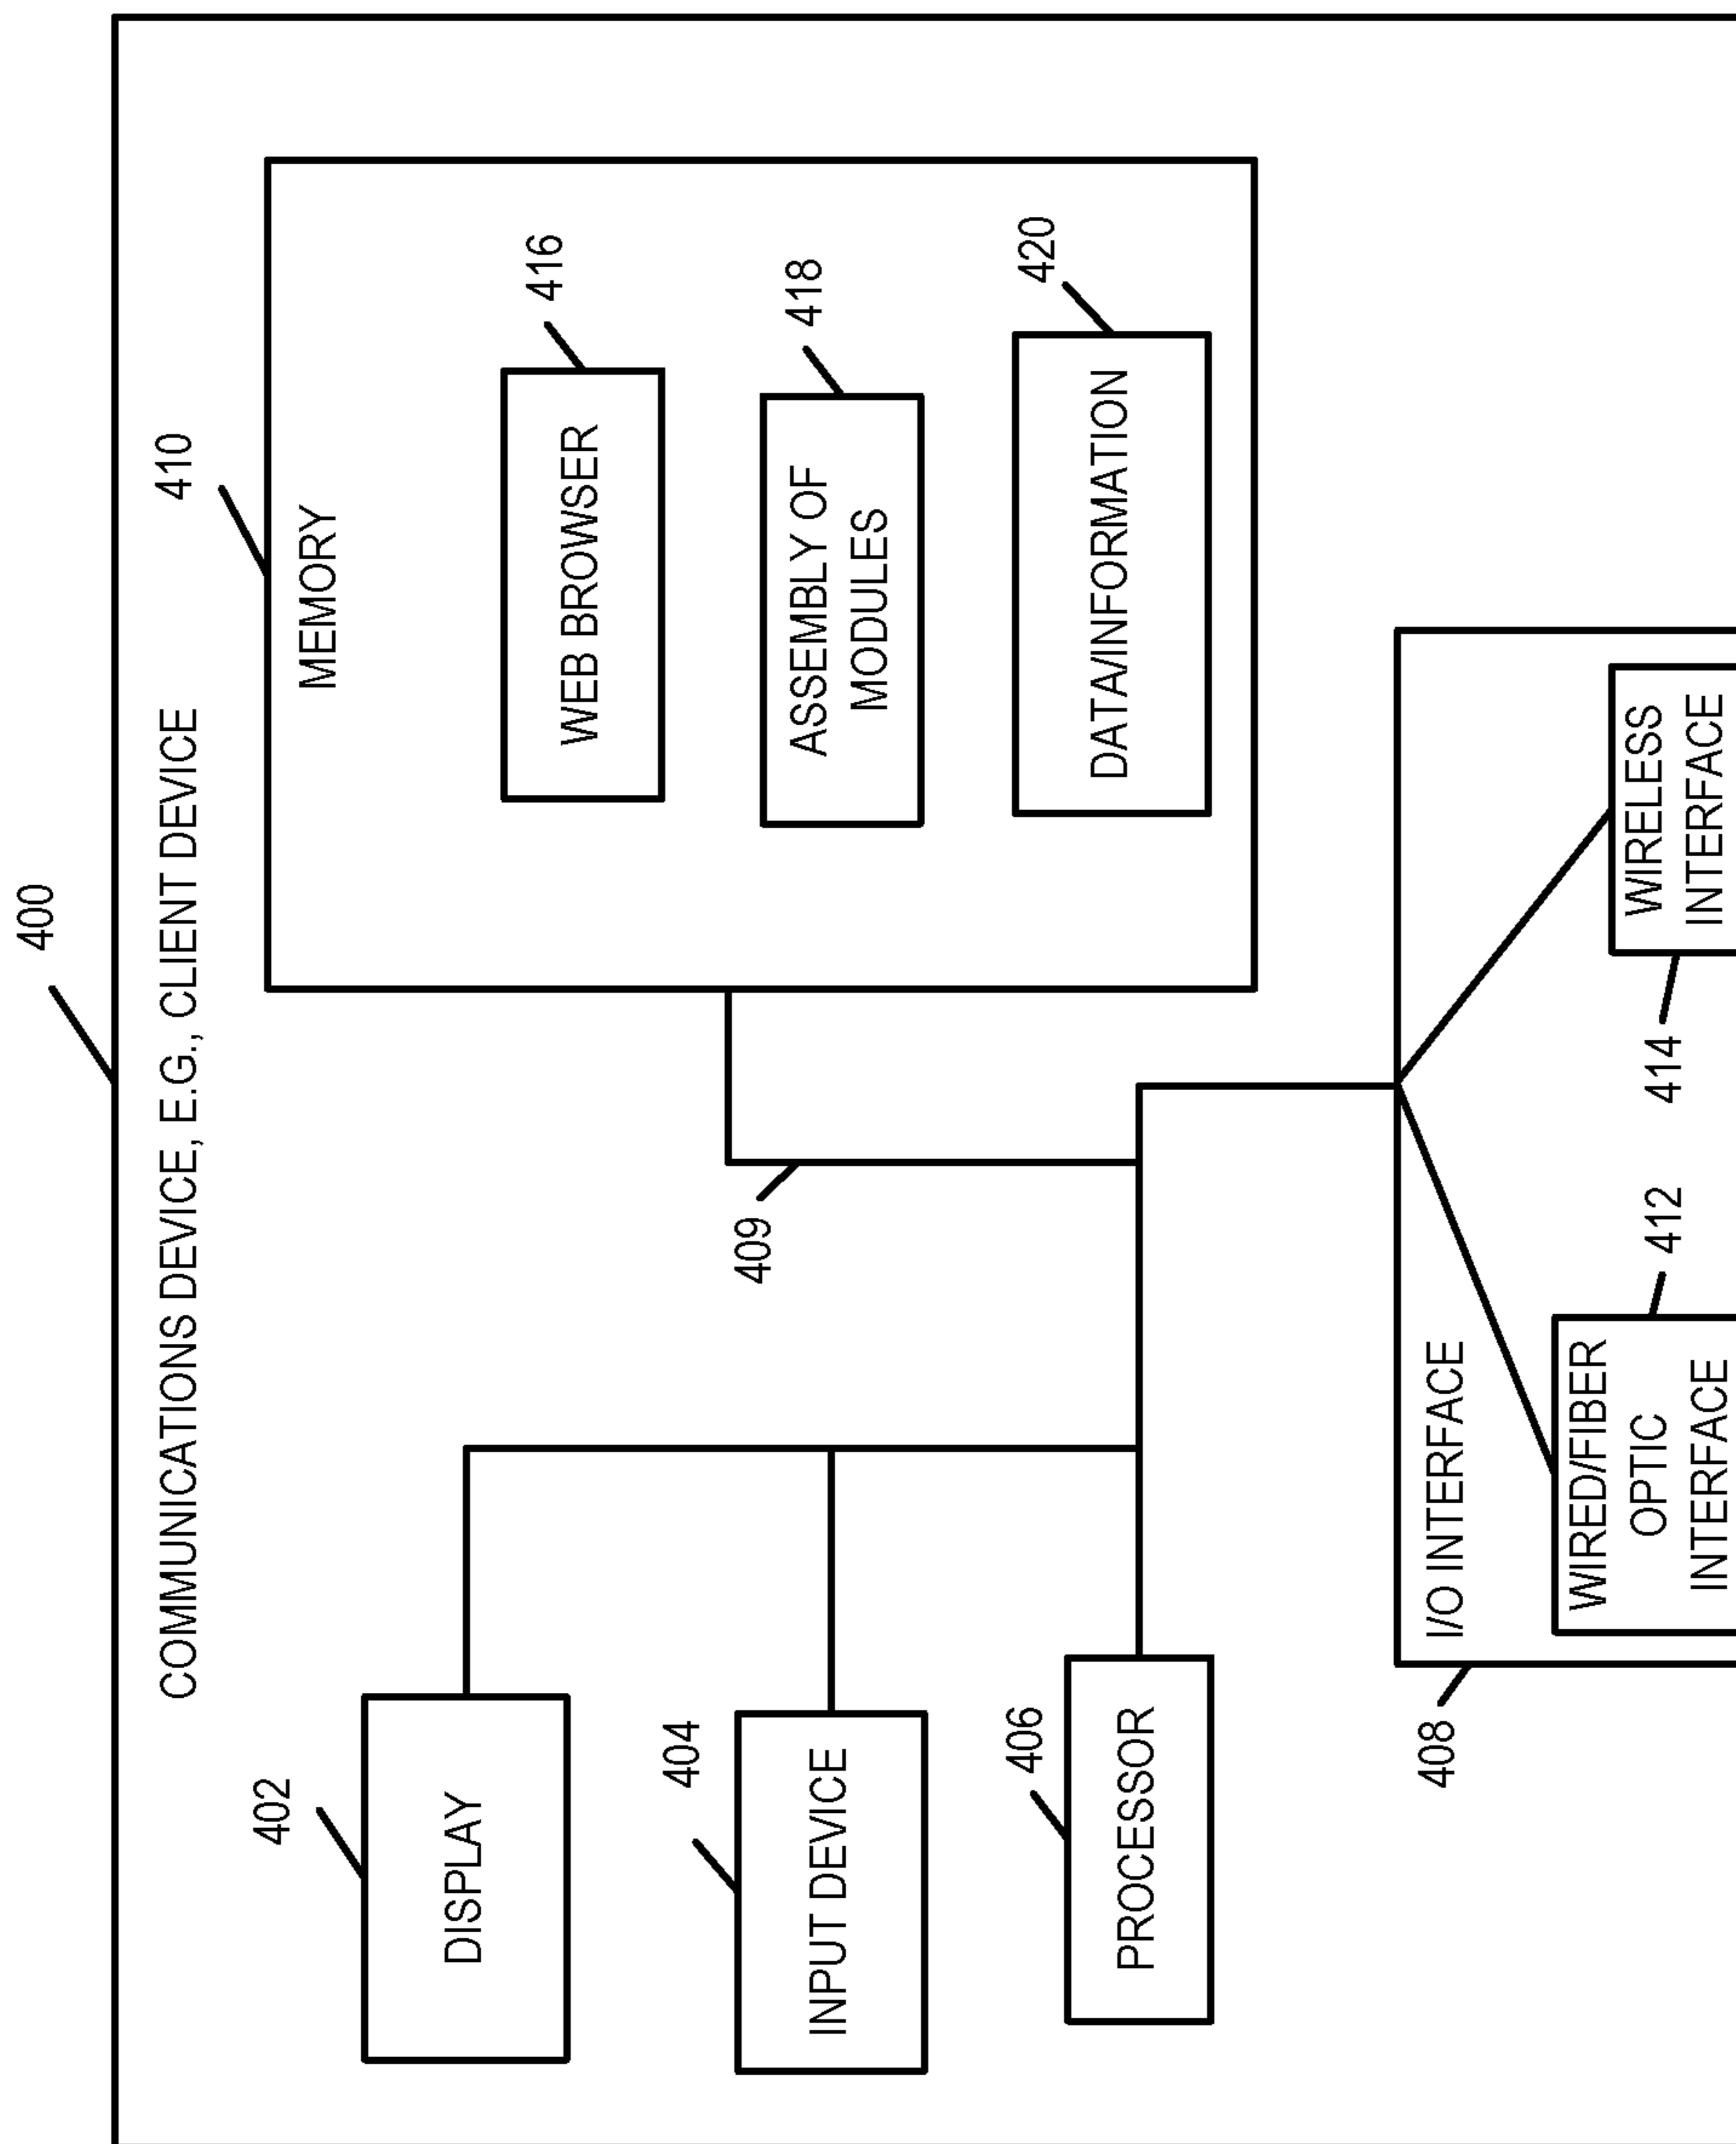 400
COMMUNICATIONS DEVICE, E.G., CLIENT DEVICE
410
MEMORY
402
DISPLAY
416
WEB BROWSER
404
INPUT DEVICE
409
418
ASSEMBLY OF
MODULES
406
PROCESSOR
420
DATA/INFORMATION
408
I/O INTERFACE
412
WIRED/FIBER
OPTIC
INTERFACE
414
WIRELESS
INTERFACE